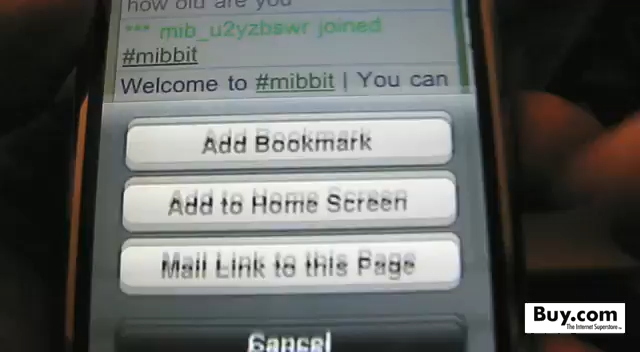 how old are you
*** mib_u2yzbswr joined
#mibbit
Welcome to #mibbit | You can
Add Bookmark
Add to Home Screen
Mail Link to this Page
Cancel
Buy.com
The Internet Superstore™